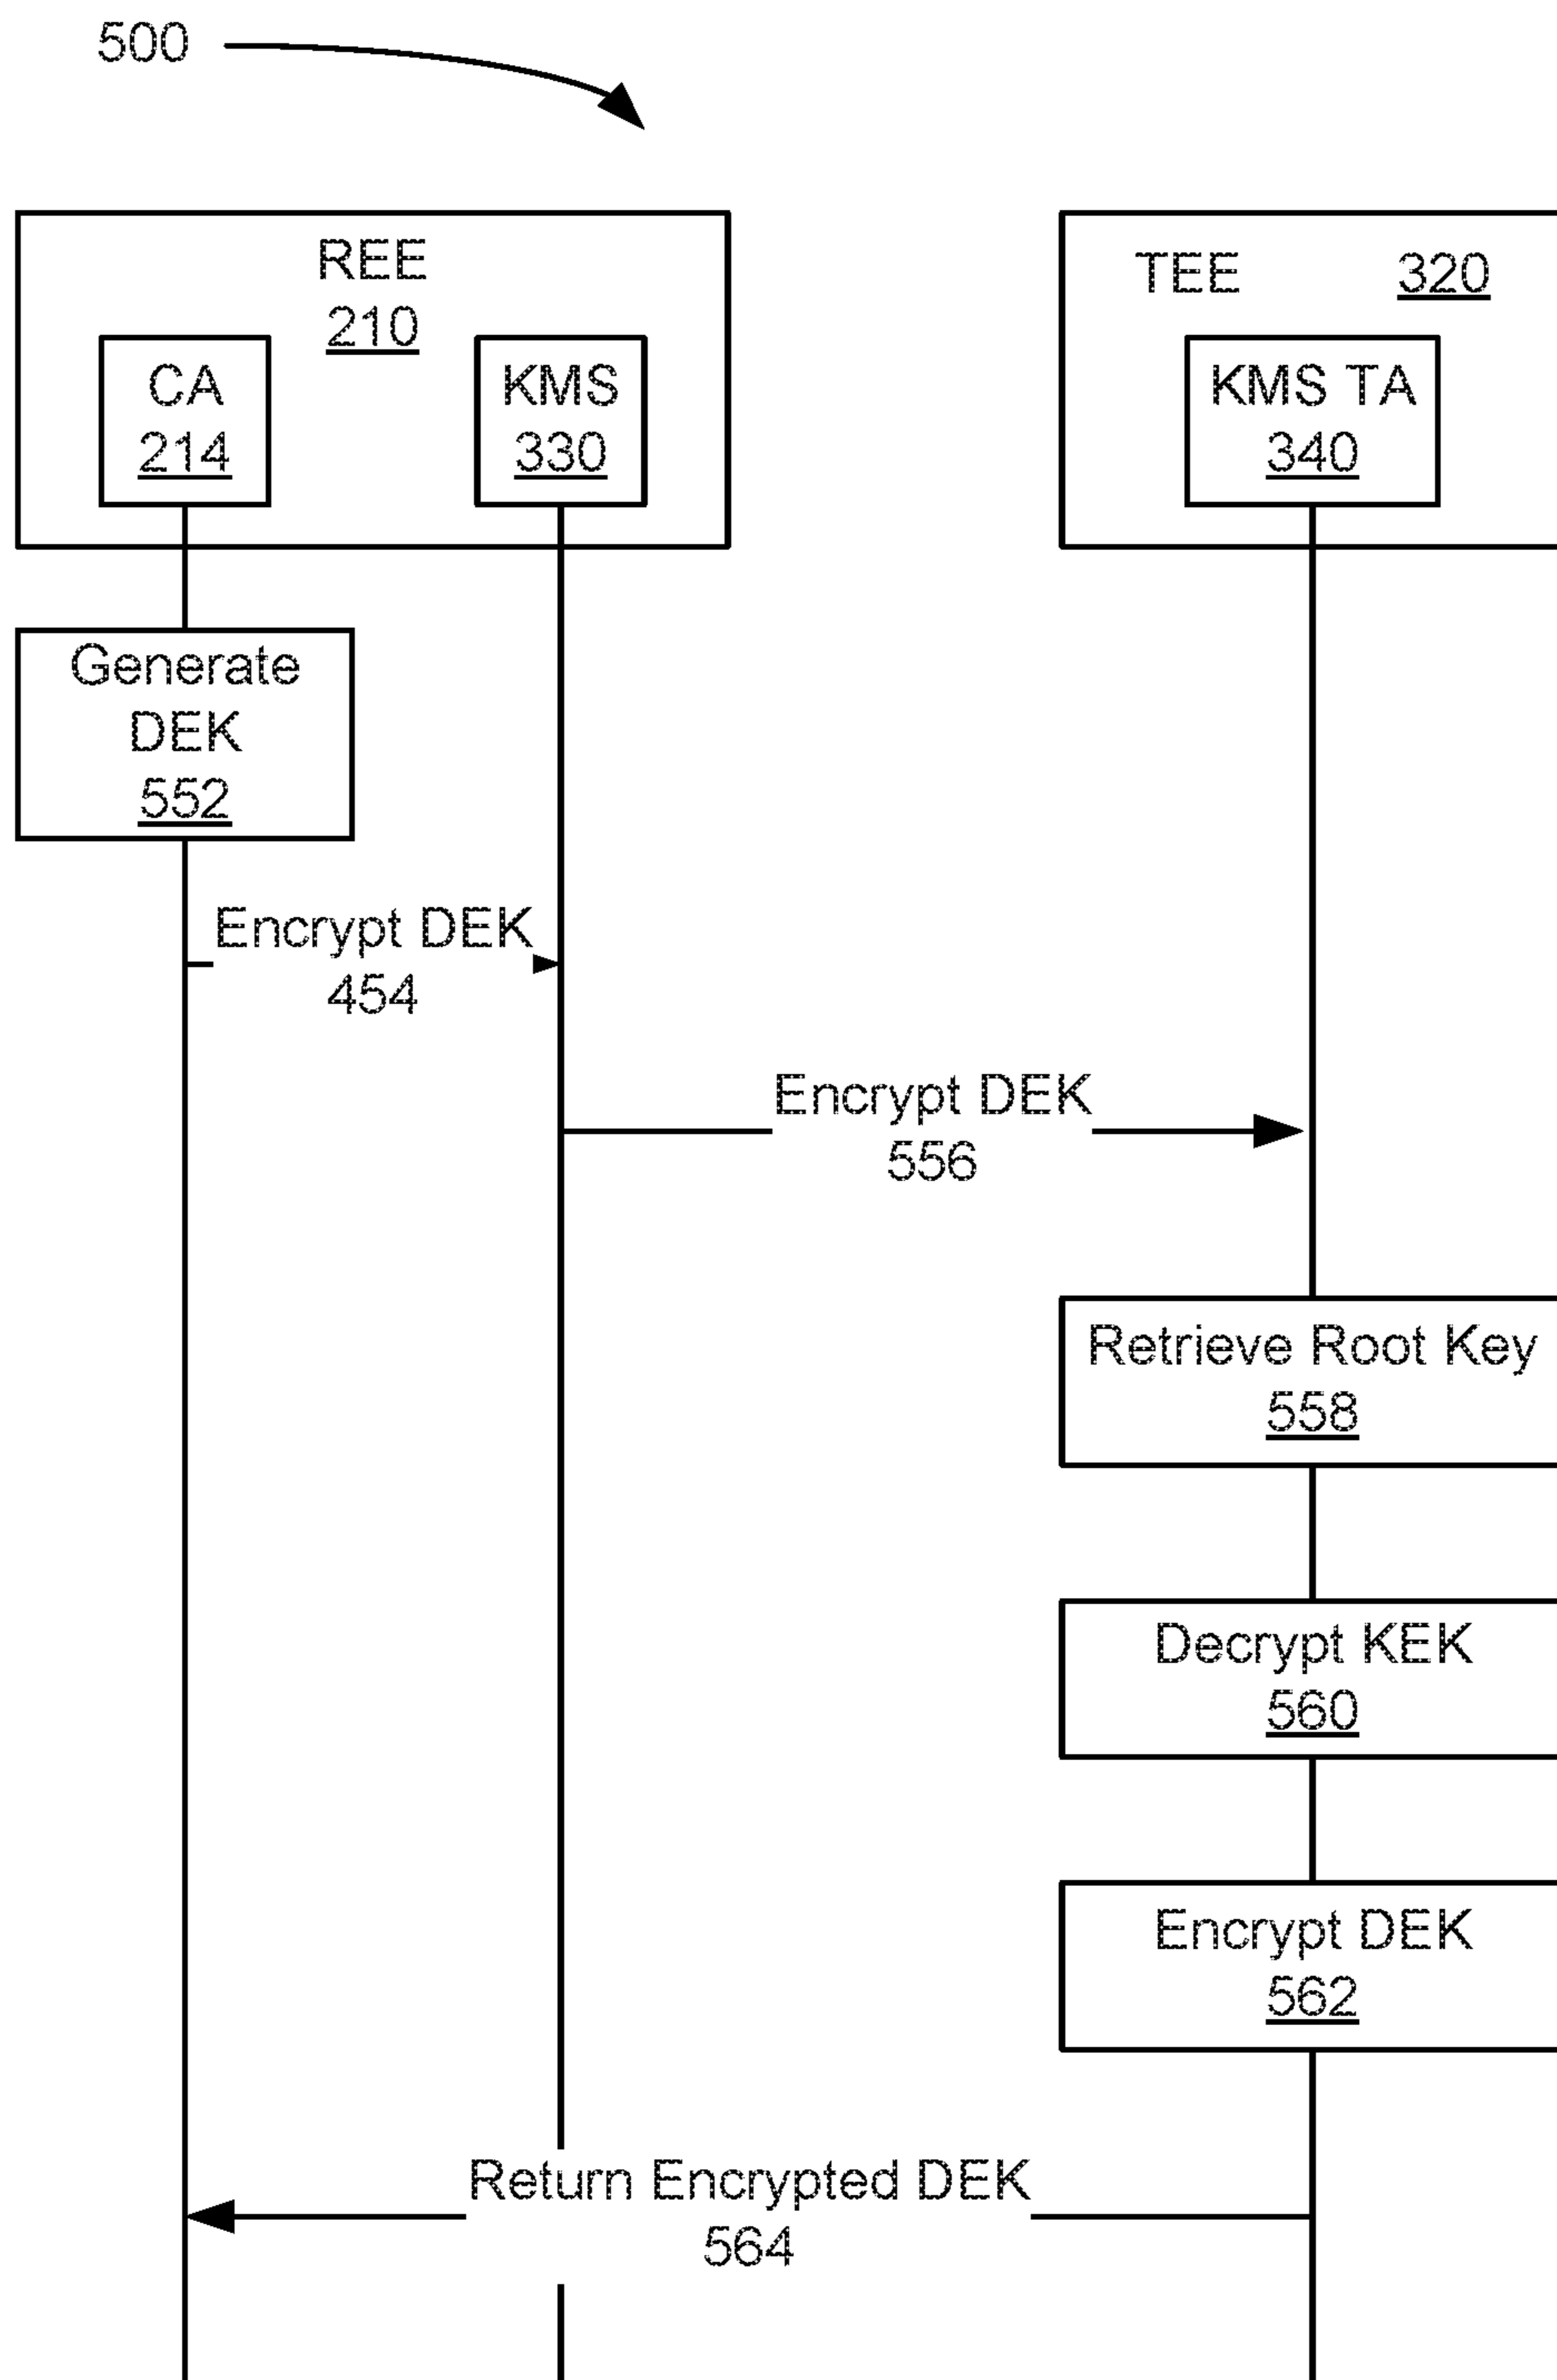 500
REE
210
TEE 320
CA
214
KMS
330
KMS TA
340
Generate
DEK
552
Encrypt DEK
454
Encrypt DEK
556
Retrieve Root Key
558
Decrypt KEK
560
Encrypt DEK
562
Return Encrypted DEK
564